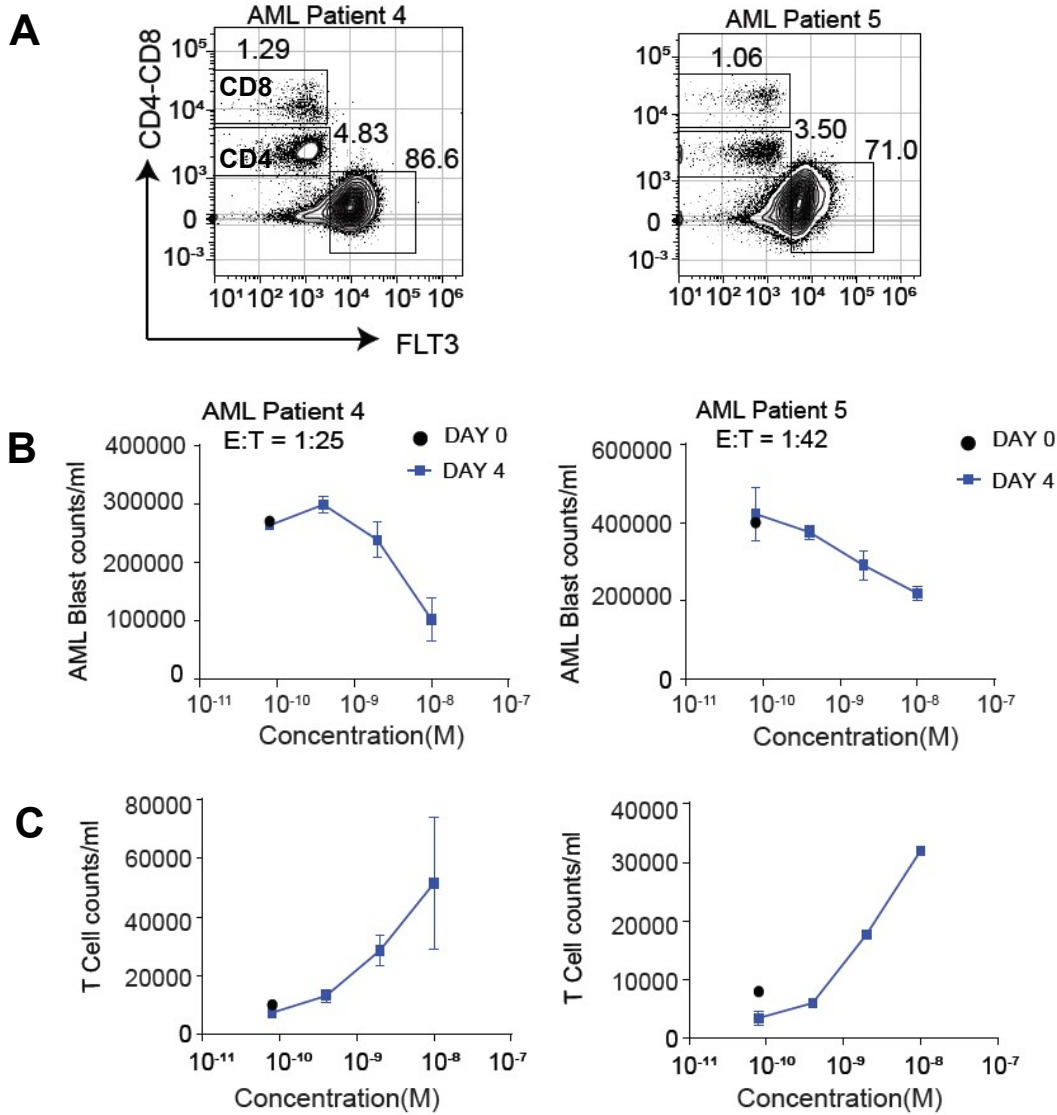 A
AML Patient 4
AML Patient 5
CD4-CD8
10⁵
10⁴
10³
0
10⁻³
1.29
CD8
4.83
CD4
86.6
10¹ 10² 10³ 10⁴ 10⁵ 10⁶
FLT3
10⁵
10⁴
10³
0
10⁻³
1.06
3.50
71.0
10¹ 10² 10³ 10⁴ 10⁵ 10⁶
B
AML Patient 4
E:T = 1:25
DAY 0
DAY 4
AML Blast counts/ml
400000
300000
200000
100000
0
10⁻¹¹ 10⁻¹⁰ 10⁻⁹ 10⁻⁸ 10⁻⁷
Concentration(M)
AML Patient 5
E:T = 1:42
DAY 0
DAY 4
AML Blast counts/ml
600000
400000
200000
0
10⁻¹¹ 10⁻¹⁰ 10⁻⁹ 10⁻⁸ 10⁻⁷
Concentration(M)
C
T Cell counts/ml
80000
60000
40000
20000
0
10⁻¹¹ 10⁻¹⁰ 10⁻⁹ 10⁻⁸ 10⁻⁷
Concentration(M)
T Cell counts/ml
40000
30000
20000
10000
0
10⁻¹¹ 10⁻¹⁰ 10⁻⁹ 10⁻⁸ 10⁻⁷
Concentration(M)